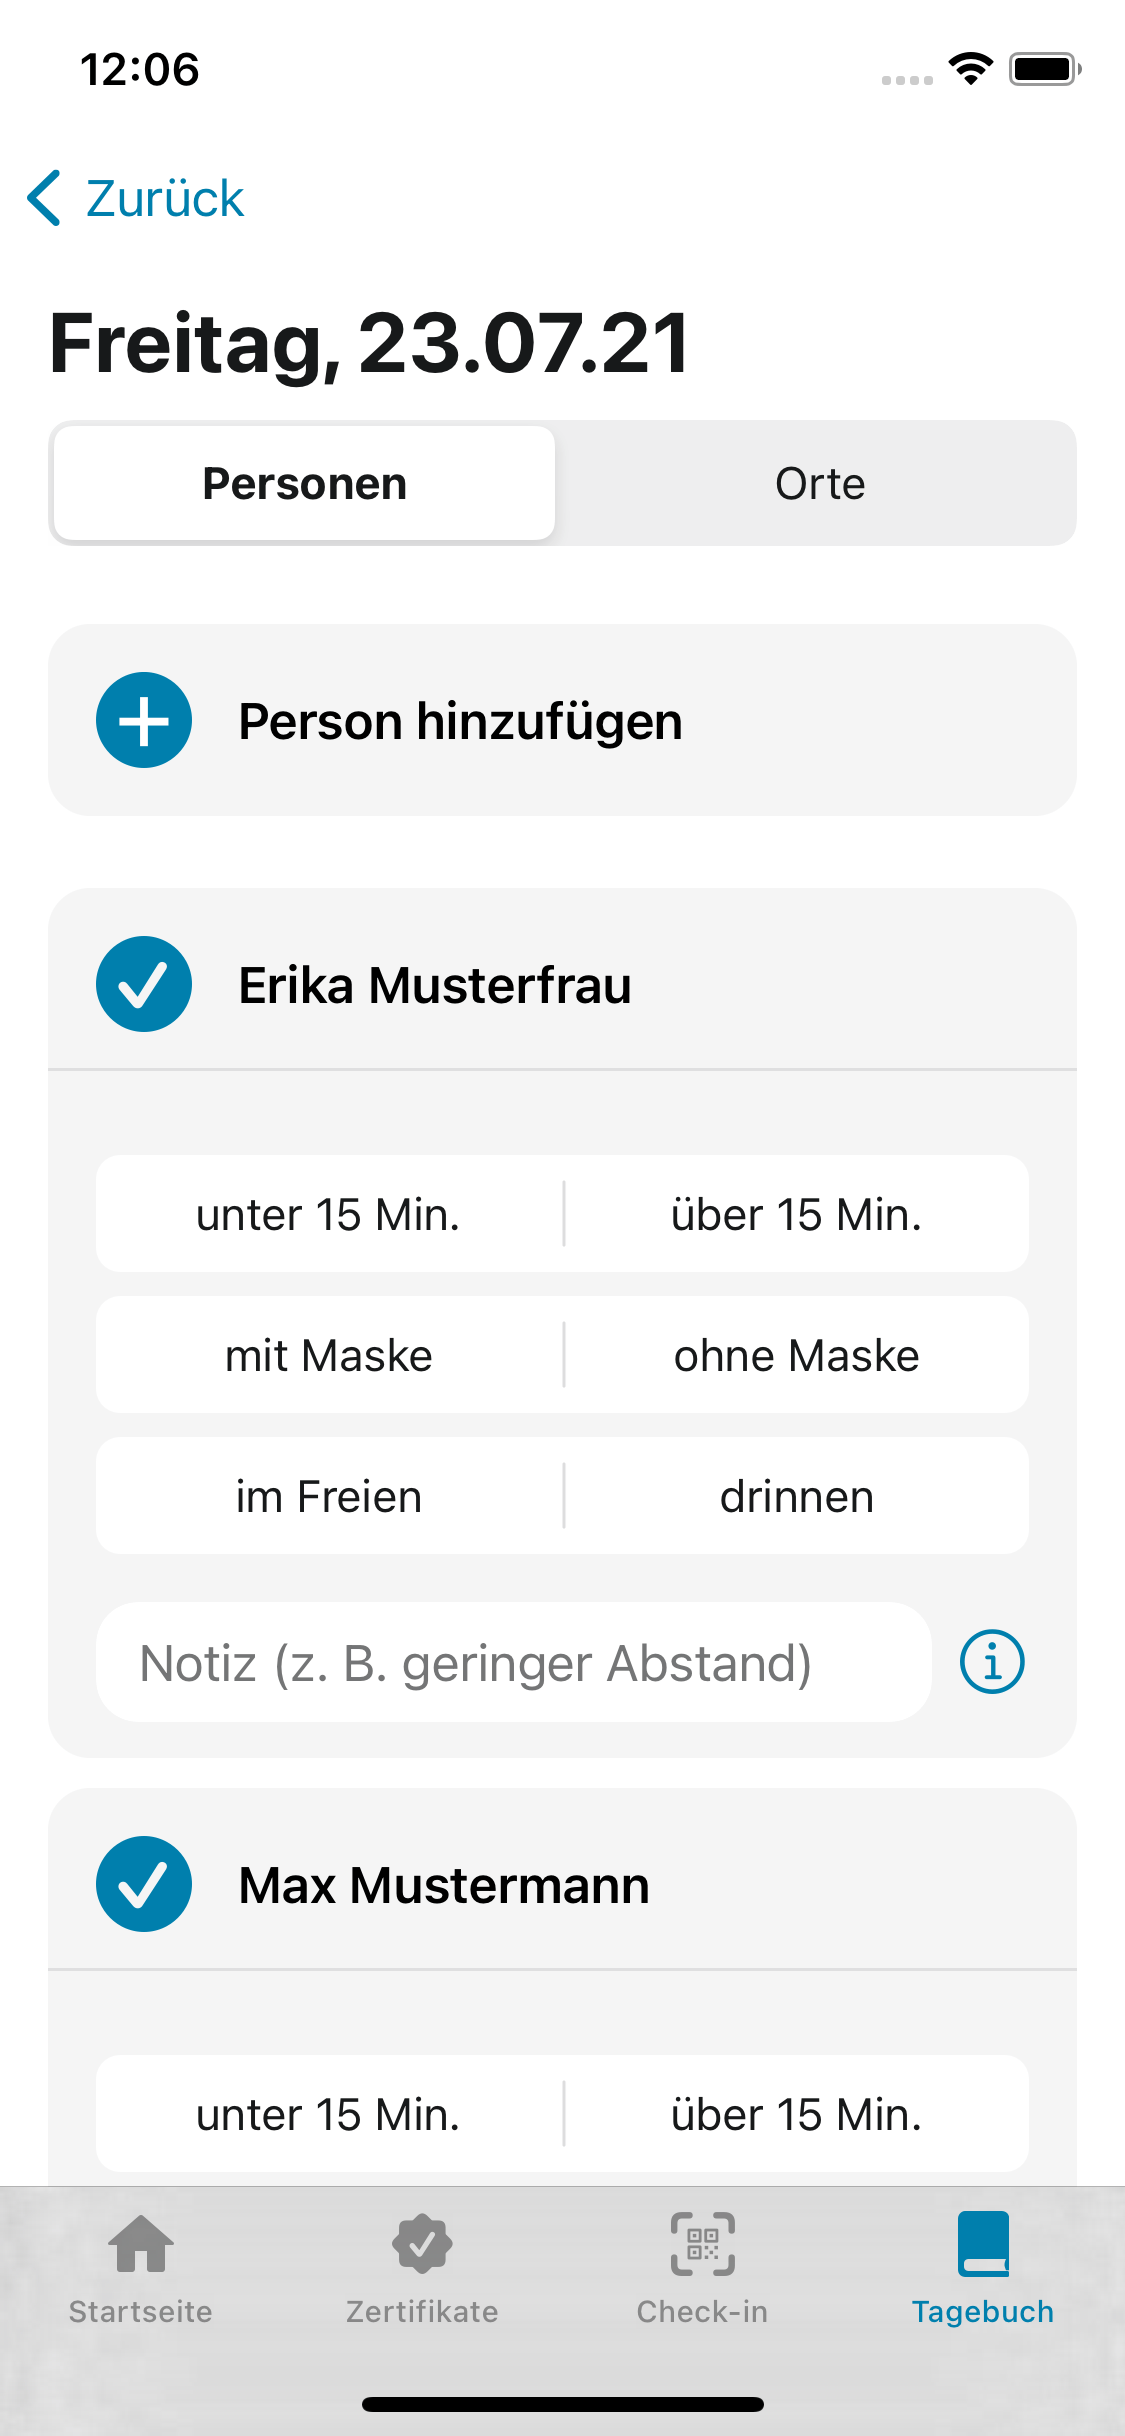 12:06
Zurück
Freitag, 23.07.21
Personen Orte
Person hinzufügen
Erika Musterfrau
unter 15 Min. über 15 Min.
mit Maske ohne Maske
im Freien drinnen
Notiz (z. B. geringer Abstand)
Max Mustermann
unter 15 Min. über 15 Min.
Startseite Zertifikate Check-in Tagebuch